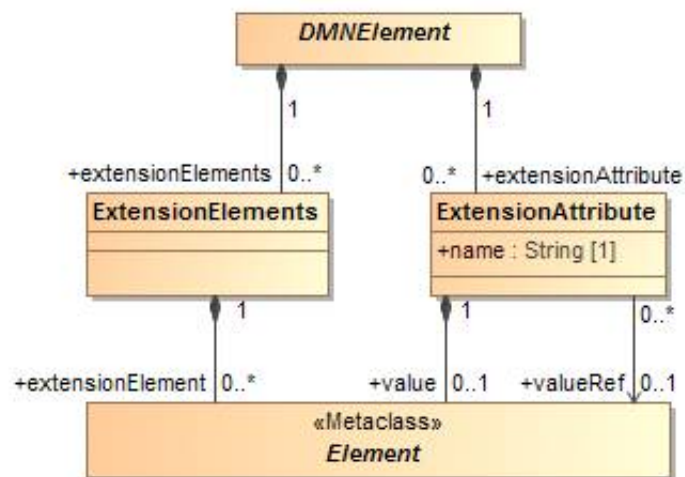 DMNElement
1
1
+extensionElements 0..*
0..* +extensionAttribute
ExtensionElements
ExtensionAttribute
+name : String [1]
1
1
0..*
+extensionElement 0..*
+value 0..1
+valueRef 0..1
«Metaclass»
Element